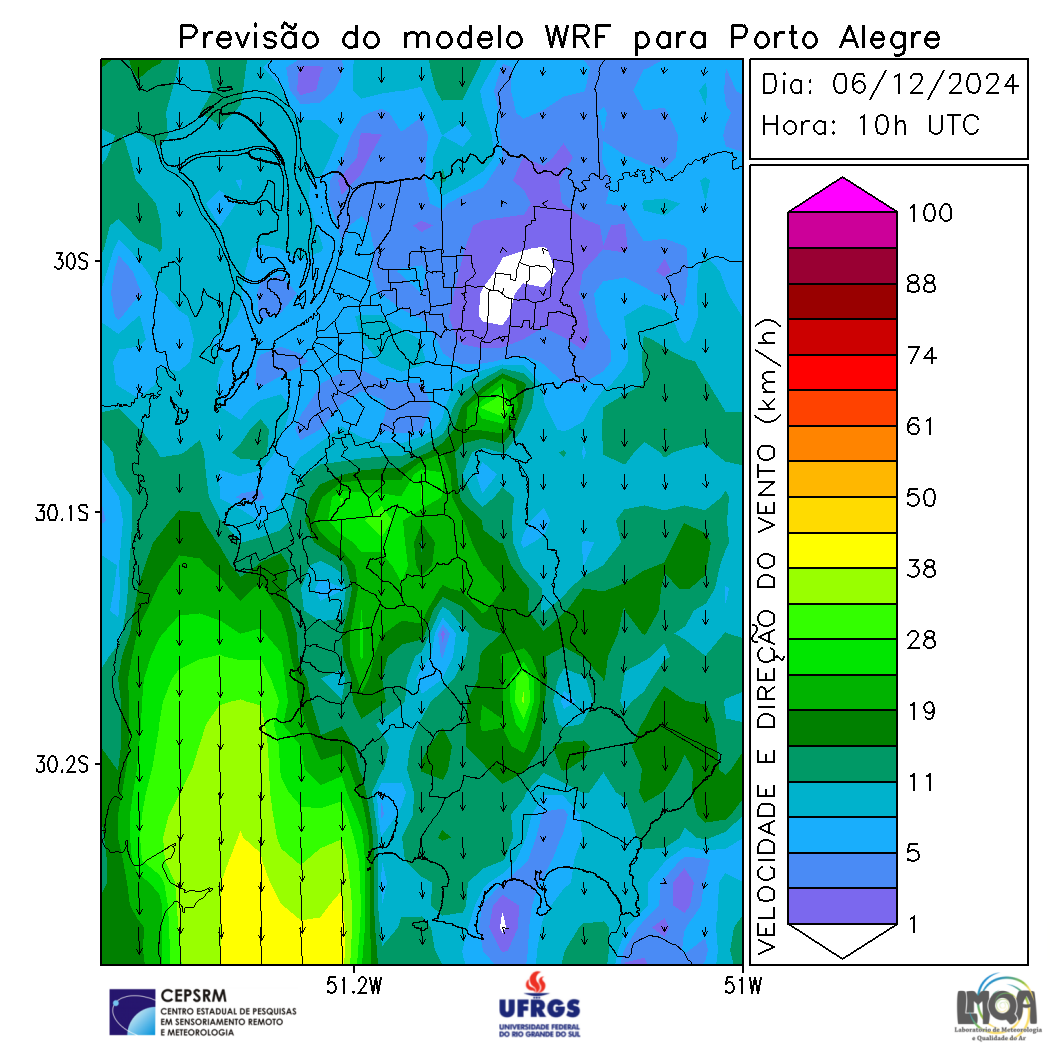 Previsão do modelo WRF para Porto Alegre
Dia: 06/12/2024
Hora: 10h UTC
30S
30.1S
30.2S
51.2W
51W
VELOCIDADE E DIREÇÃO DO VENTO (km/h)
100
88
74
61
50
38
28
19
11
5
1
CEPSRM
CENTRO ESTADUAL DE PESQUISAS
EM SENSORIAMENTO REMOTO
E METEOROLOGIA
UFRGS
UNIVERSIDADE FEDERAL
DO RIO GRANDE DO SUL
LMQA
Laboratório de Meteorologia
e Qualidade do Ar